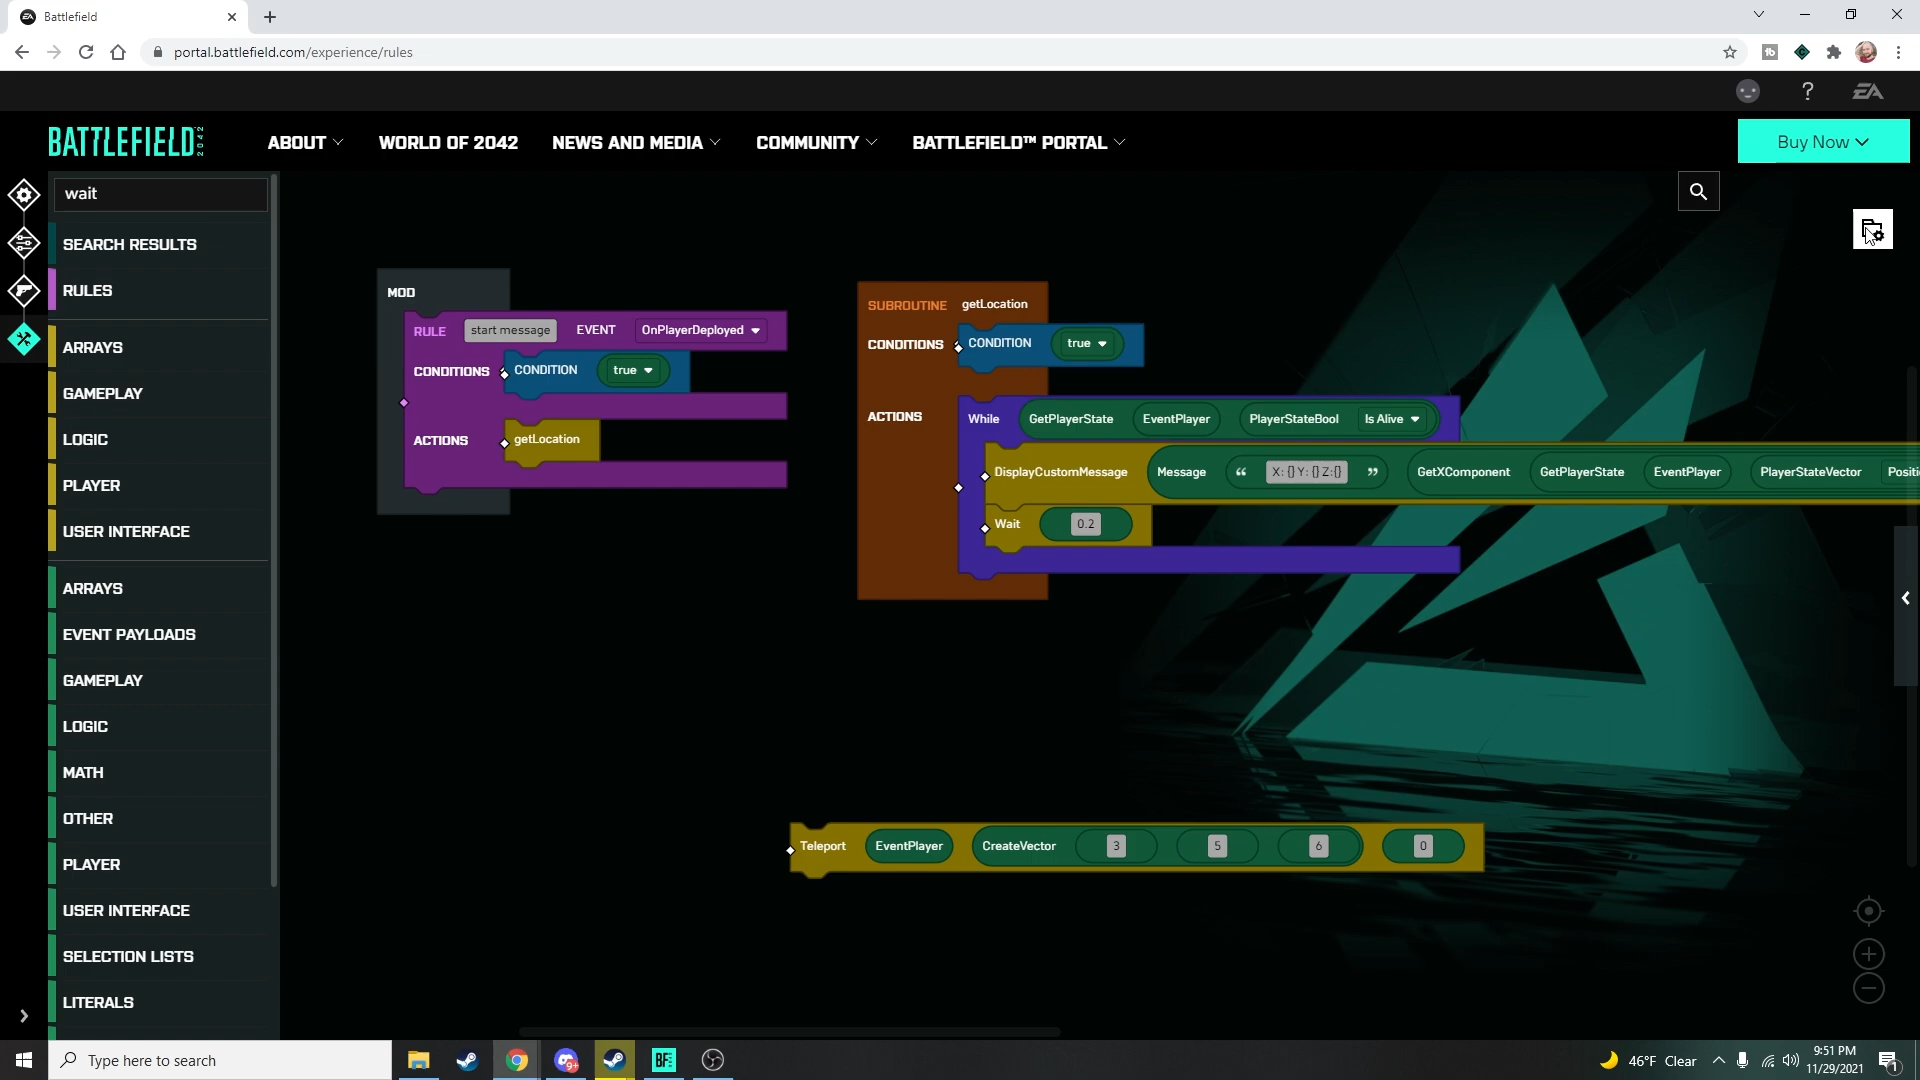 Battlefield
portal.battlefield.com/experience/rules
BATTLEFIELD 2042
ABOUT
WORLD OF 2042
NEWS AND MEDIA
COMMUNITY
BATTLEFIELD™ PORTAL
Buy Now
wait
SEARCH RESULTS
RULES
ARRAYS
GAMEPLAY
LOGIC
PLAYER
USER INTERFACE
ARRAYS
EVENT PAYLOADS
GAMEPLAY
LOGIC
MATH
OTHER
PLAYER
USER INTERFACE
SELECTION LISTS
LITERALS
MOD
RULE start message EVENT OnPlayerDeployed
CONDITIONS CONDITION true
ACTIONS getLocation
SUBROUTINE getLocation
CONDITIONS CONDITION true
ACTIONS While GetPlayerState EventPlayer PlayerStateBool Is Alive
DisplayCustomMessage Message “ X: {} Y: {} Z:{} ” GetXComponent GetPlayerState EventPlayer PlayerStateVector Positi
Wait 0.2
Teleport EventPlayer CreateVector 3 5 6 0
Type here to search
9+
BF
46°F Clear
9:51 PM
11/29/2021
1